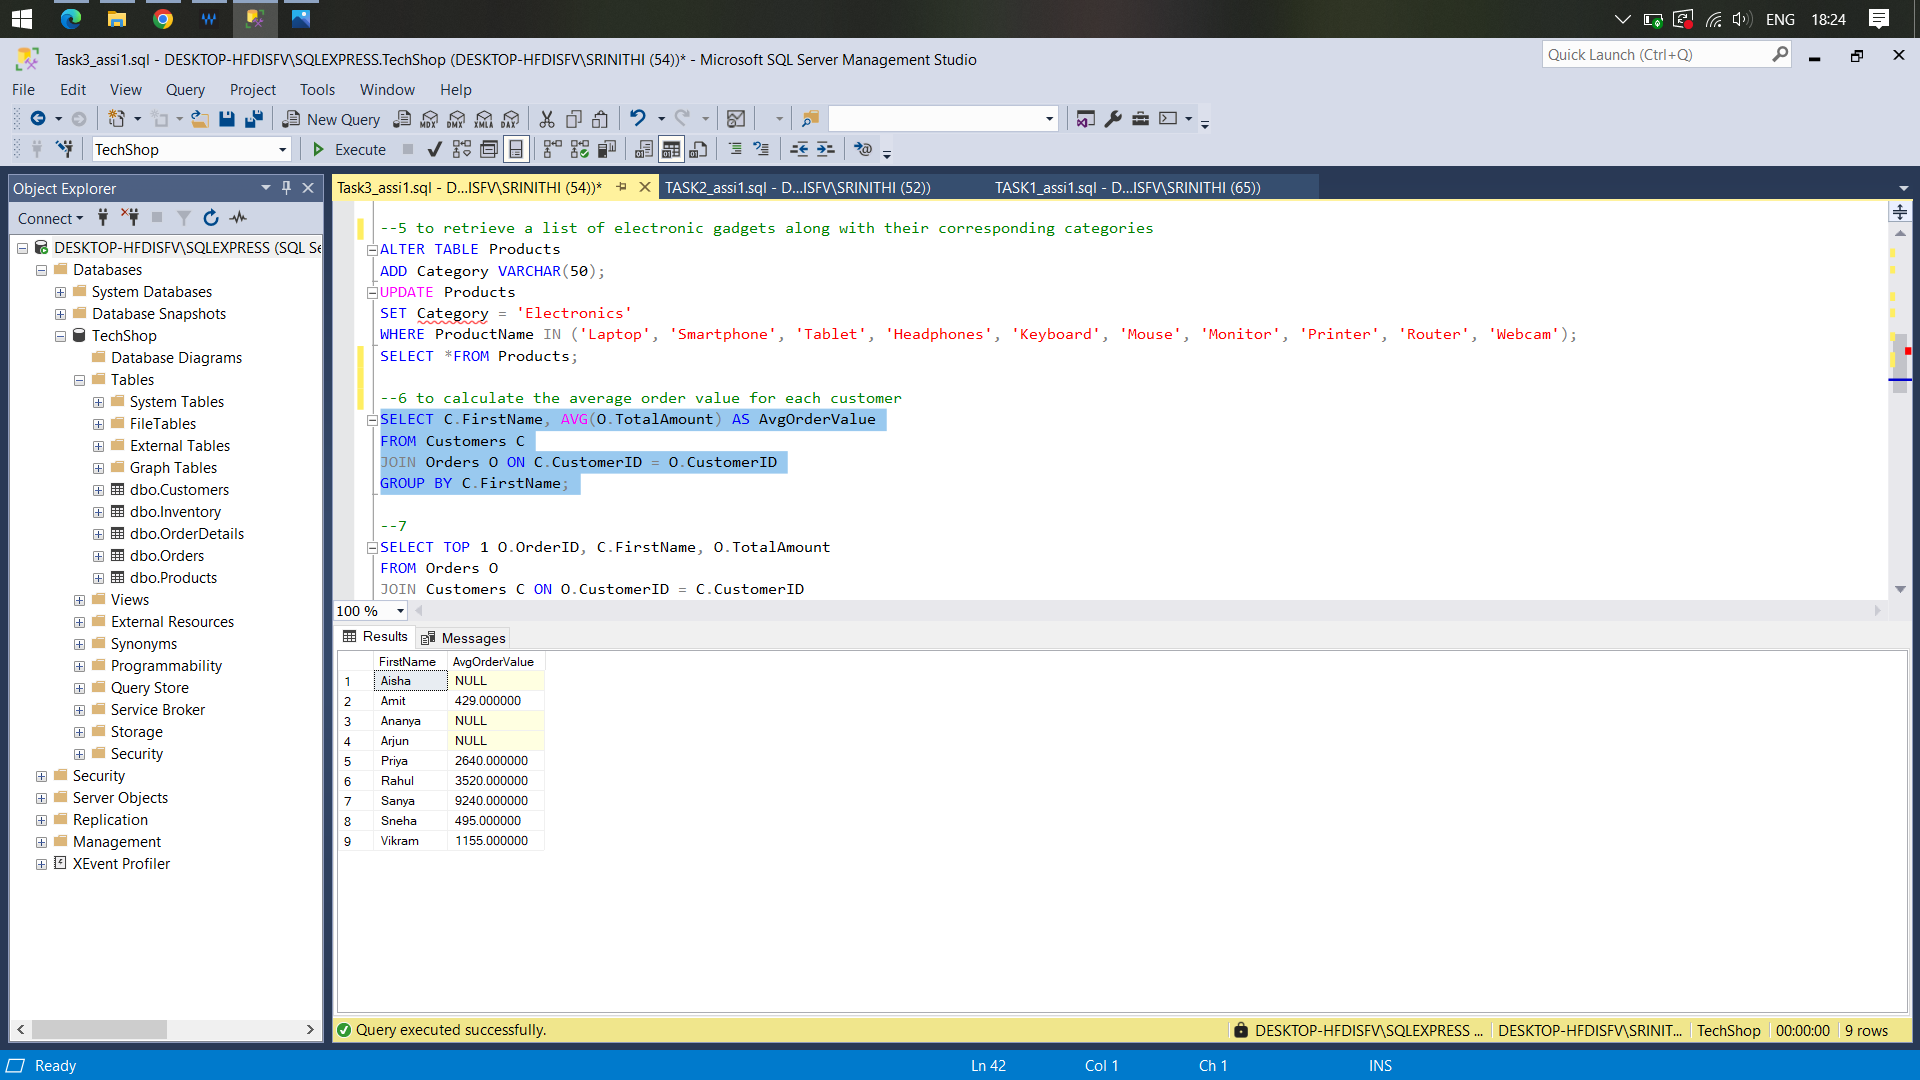 ENG 18:24
Task3_assi1.sql - DESKTOP-HFDISFV\SQLEXPRESS.TechShop (DESKTOP-HFDISFV\SRINITHI (54))* - Microsoft SQL Server Management Studio
Quick Launch (Ctrl+Q)
File Edit View Query Project Tools Window Help
New Query MDX DMX XMLA DAX
TechShop Execute
Object Explorer
Task3_assi1.sql - D...ISFV\SRINITHI (54))* TASK2_assi1.sql - D...ISFV\SRINITHI (52)) TASK1_assi1.sql - D...ISFV\SRINITHI (65))
Connect
DESKTOP-HFDISFV\SQLEXPRESS (SQL Se
Databases
System Databases
Database Snapshots
TechShop
Database Diagrams
Tables
System Tables
FileTables
External Tables
Graph Tables
dbo.Customers
dbo.Inventory
dbo.OrderDetails
dbo.Orders
dbo.Products
Views
External Resources
Synonyms
Programmability
Query Store
Service Broker
Storage
Security
Security
Server Objects
Replication
Management
XEvent Profiler
--5 to retrieve a list of electronic gadgets along with their corresponding categories
ALTER TABLE Products
ADD Category VARCHAR(50);
UPDATE Products
SET Category = 'Electronics'
WHERE ProductName IN ('Laptop', 'Smartphone', 'Tablet', 'Headphones', 'Keyboard', 'Mouse', 'Monitor', 'Printer', 'Router', 'Webcam');
SELECT *FROM Products;
--6 to calculate the average order value for each customer
SELECT C.FirstName, AVG(O.TotalAmount) AS AvgOrderValue
FROM Customers C
JOIN Orders O ON C.CustomerID = O.CustomerID
GROUP BY C.FirstName;
--7
SELECT TOP 1 O.OrderID, C.FirstName, O.TotalAmount
FROM Orders O
JOIN Customers C ON O.CustomerID = C.CustomerID
100 %
Results Messages
FirstName AvgOrderValue
1 Aisha NULL
2 Amit 429.000000
3 Ananya NULL
4 Arjun NULL
5 Priya 2640.000000
6 Rahul 3520.000000
7 Sanya 9240.000000
8 Sneha 495.000000
9 Vikram 1155.000000
Query executed successfully. DESKTOP-HFDISFV\SQLEXPRESS ... DESKTOP-HFDISFV\SRINIT... TechShop 00:00:00 9 rows
Ready Ln 42 Col 1 Ch 1 INS